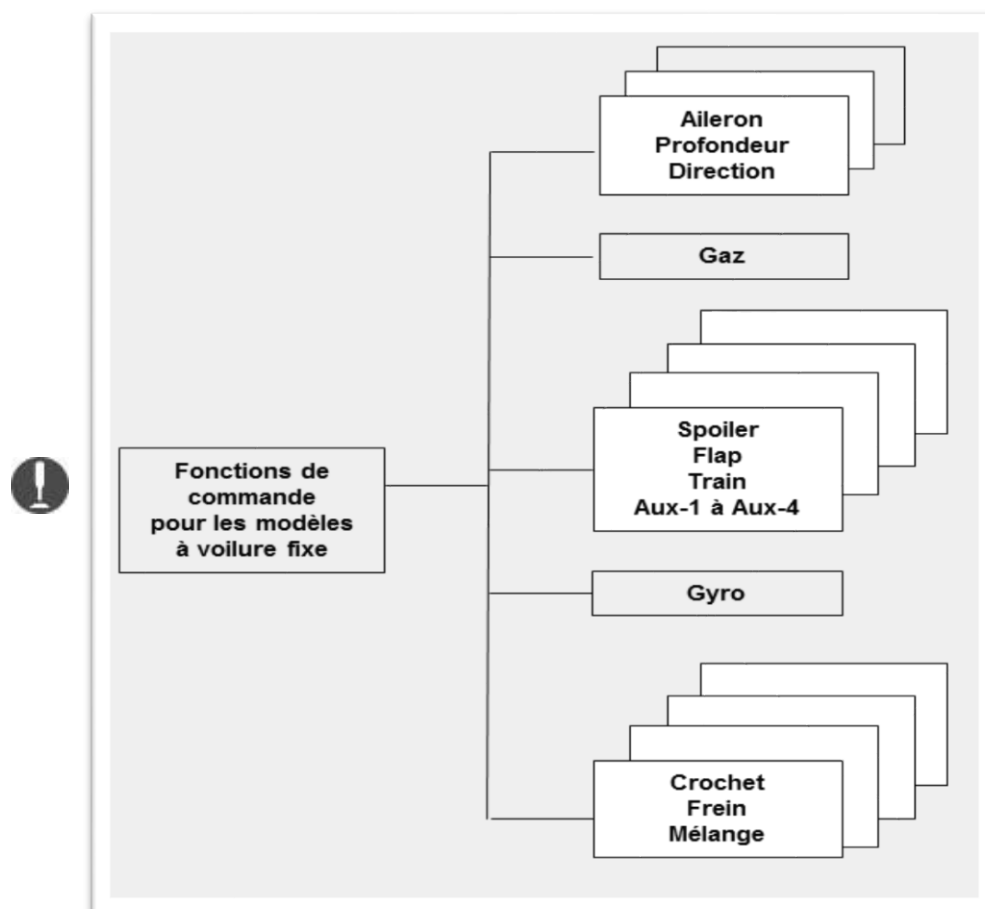 Aileron
Profondeur
Direction
Gaz
Spoiler
Flap
Train
Aux-1 à Aux-4
Fonctions de
commande
pour les modèles
à voilure fixe
Gyro
Crochet
Frein
Mélange